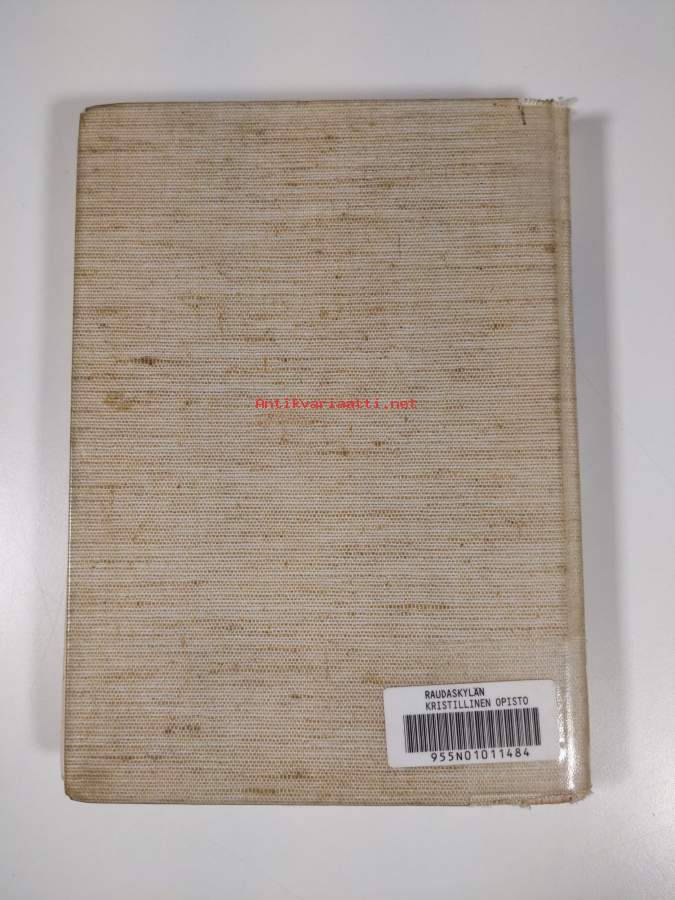 Antikvariaatti.net
RAUDASKYLÄN
KRISTILLINEN OPISTO
955N01011484